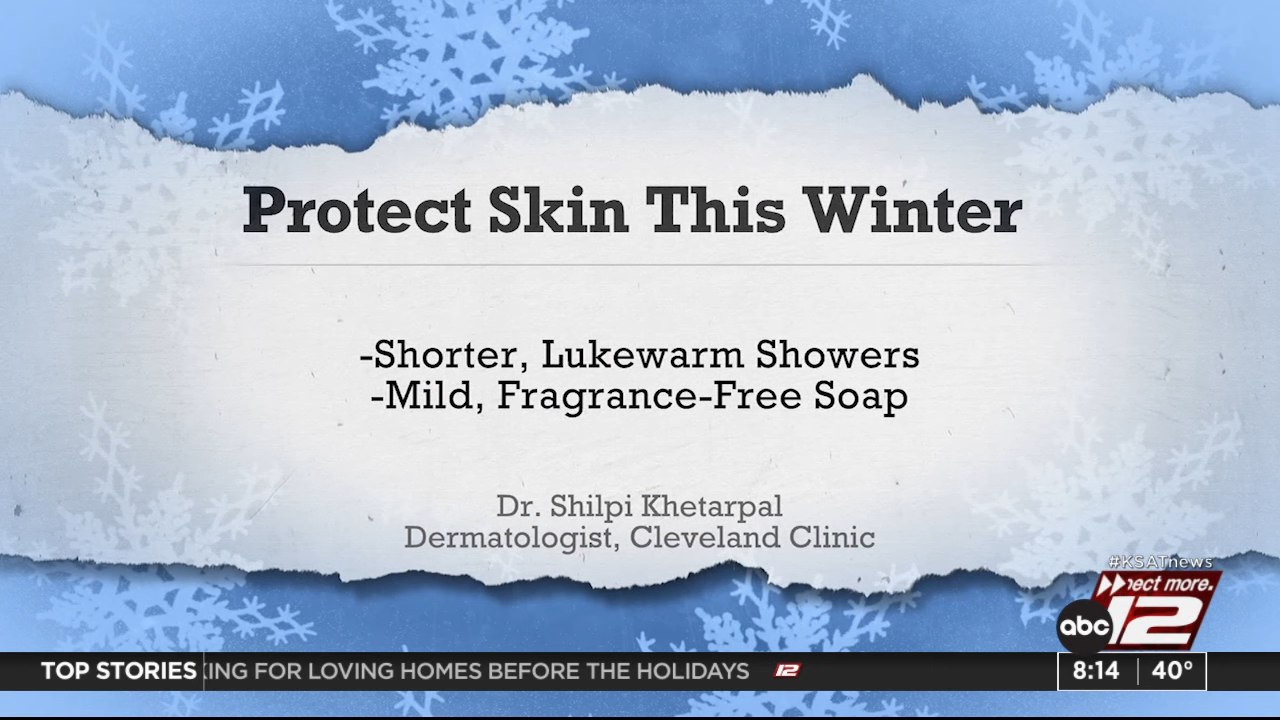 Protect Skin This Winter
-Shorter, Lukewarm Showers
-Mild, Fragrance-Free Soap
Dr. Shilpi Khetarpal
Dermatologist, Cleveland Clinic
#KSATnews
more.
abc 12
TOP STORIES FOR LOVING HOMES BEFORE THE HOLIDAYS 12
8:14 40°